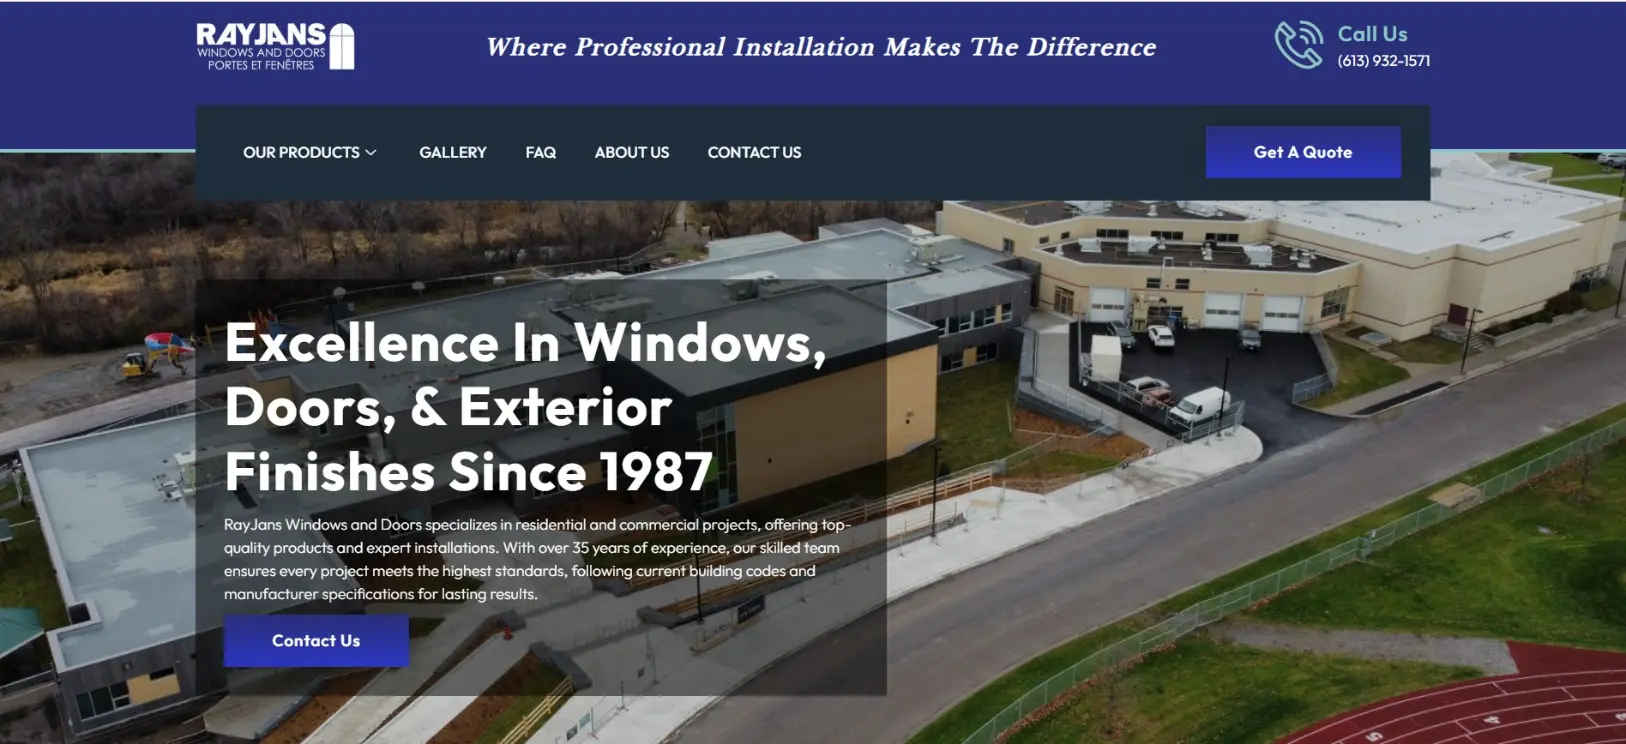 RAYJANS
WINDOWS AND DOORS
PORTES ET FENÊTRES
Where Professional Installation Makes The Difference
Call Us
(613) 932-1571
OUR PRODUCTS
GALLERY
FAQ
ABOUT US
CONTACT US
Get A Quote
Excellence In Windows,
Doors, & Exterior
Finishes Since 1987
RayJans Windows and Doors specializes in residential and commercial projects, offering top-
quality products and expert installations. With over 35 years of experience, our skilled team
ensures every project meets the highest standards, following current building codes and
manufacturer specifications for lasting results.
Contact Us
4
5